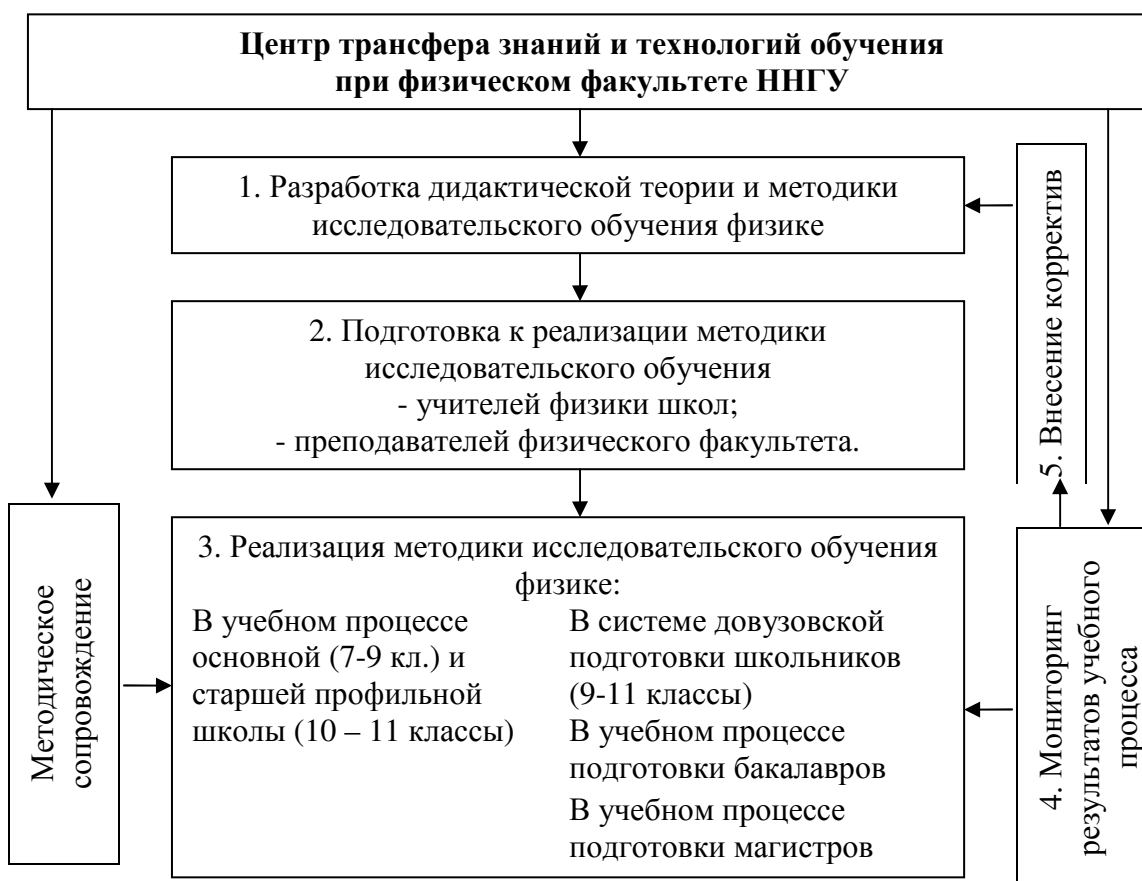 Центр трансфера знаний и технологий обучения
при физическом факультете ННГУ
1. Разработка дидактической теории и методики
исследовательского обучения физике
2. Подготовка к реализации методики
исследовательского обучения
- учителей физики школ;
- преподавателей физического факультета.
3. Реализация методики исследовательского обучения
физике:
В учебном процессе
основной (7-9 кл.) и
старшей профильной
школы (10 – 11 классы)
В системе довузовской
подготовки школьников
(9-11 классы)
В учебном процессе
подготовки бакалавров
В учебном процессе
подготовки магистров
Методическое
сопровождение
4. Мониторинг
результатов учебного
процесса
5. Внесение корректив